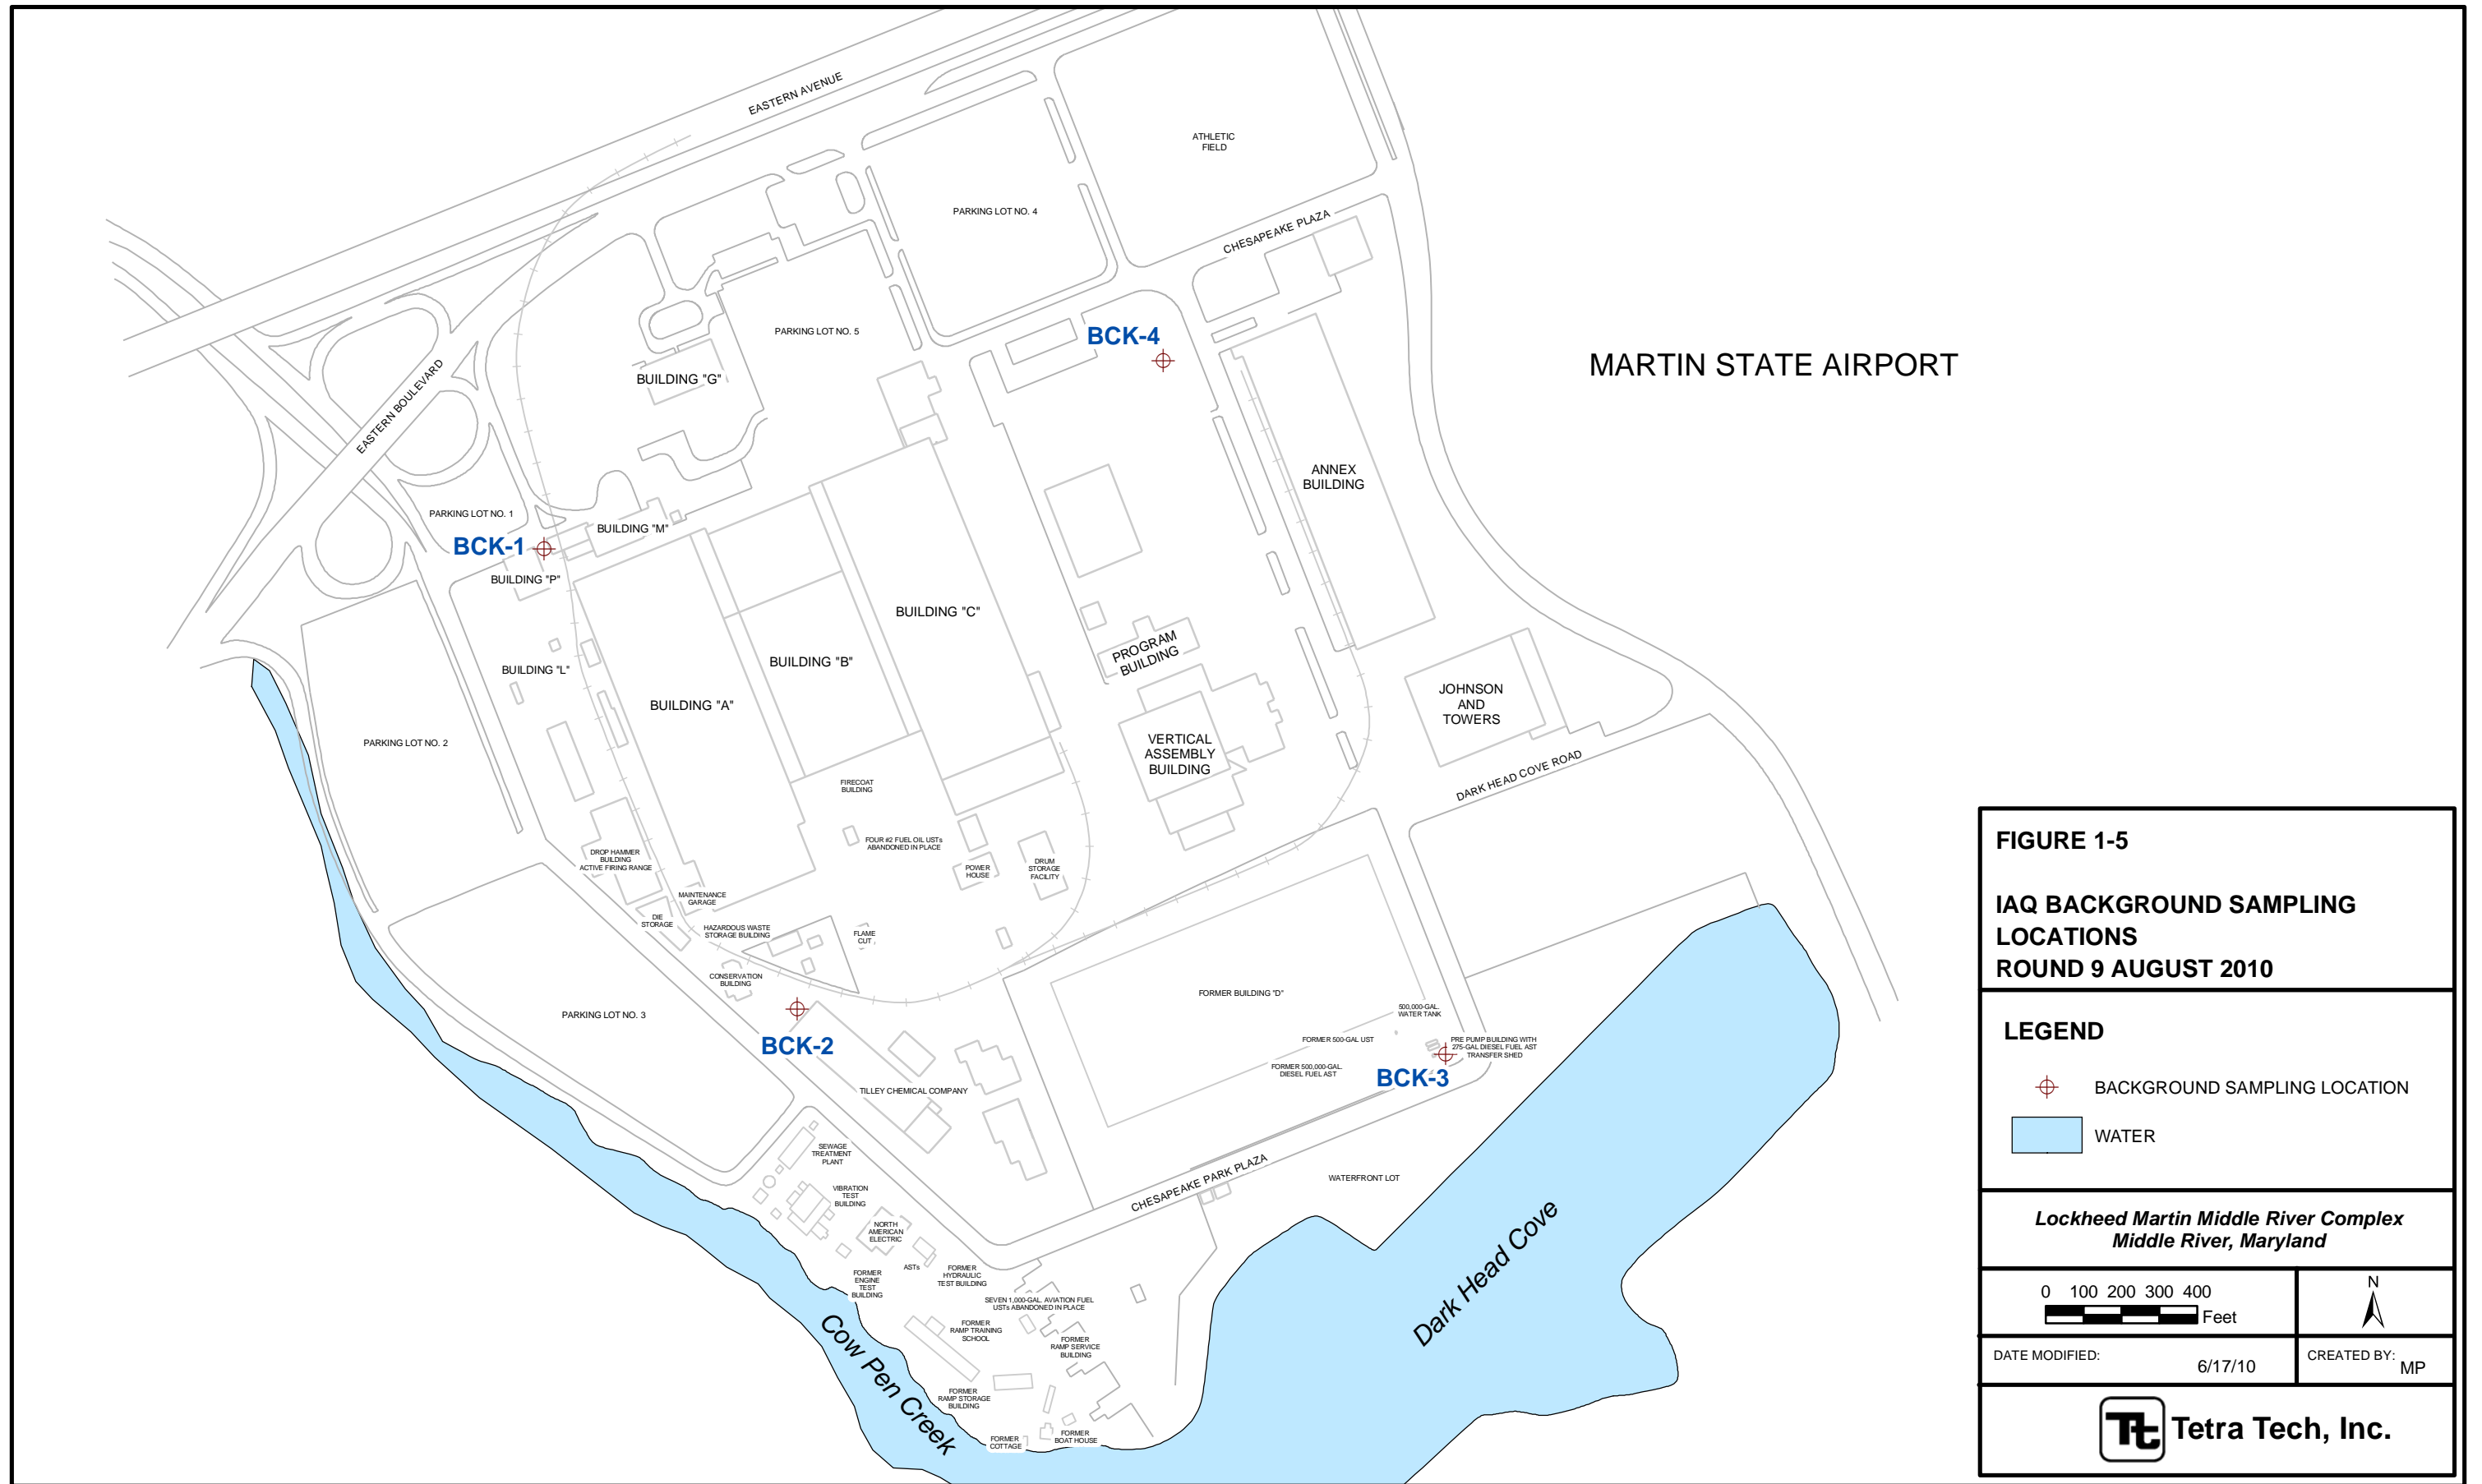 EASTERN AVENUE
ATHLETIC
FIELD
PARKING LOT NO. 4
CHESAPEAKE PLAZA
PARKING LOT NO. 5
BCK-4
MARTIN STATE AIRPORT
BUILDING "G"
EASTERN BOULEVARD
ANNEX
BUILDING
PARKING LOT NO. 1
BUILDING "M"
BCK-1
BUILDING "P"
BUILDING "C"
PROGRAM
BUILDING
BUILDING "B"
BUILDING "L"
BUILDING "A"
JOHNSON
AND
TOWERS
PARKING LOT NO. 2
VERTICAL
ASSEMBLY
BUILDING
DARK HEAD COVE ROAD
FIRECOAT
BUILDING
FOUR #2 FUEL OIL USTs
ABANDONED IN PLACE
DROP HAMMER
BUILDING
ACTIVE FIRING RANGE
POWER
HOUSE
DRUM
STORAGE
FACILITY
MAINTENANCE
GARAGE
DIE
STORAGE
HAZARDOUS WASTE
STORAGE BUILDING
FLAME
CUT
CONSERVATION
BUILDING
FORMER BUILDING "D"
500,000-GAL.
WATER TANK
PARKING LOT NO. 3
BCK-2
FORMER 500-GAL UST
PRE PUMP BUILDING WITH
275-GAL DIESEL FUEL AST
TRANSFER SHED
FORMER 500,000-GAL.
DIESEL FUEL AST
BCK-3
TILLEY CHEMICAL COMPANY
SEWAGE
TREATMENT
PLANT
CHESAPEAKE PARK PLAZA
WATERFRONT LOT
VIBRATION
TEST
BUILDING
NORTH
AMERICAN
ELECTRIC
ASTs
FORMER
ENGINE
TEST
BUILDING
FORMER
HYDRAULIC
TEST BUILDING
SEVEN 1,000-GAL. AVIATION FUEL
USTs ABANDONED IN PLACE
FORMER
RAMP TRAINING
SCHOOL
FORMER
RAMP SERVICE
BUILDING
Dark Head Cove
Cow Pen Creek
FORMER
RAMP STORAGE
BUILDING
FORMER
COTTAGE
FORMER
BOAT HOUSE
FIGURE 1-5
IAQ BACKGROUND SAMPLING
LOCATIONS
ROUND 9 AUGUST 2010
LEGEND
BACKGROUND SAMPLING LOCATION
WATER
Lockheed Martin Middle River Complex
Middle River, Maryland
0 100 200 300 400
Feet
N
DATE MODIFIED: 6/17/10
CREATED BY: MP
Tt Tetra Tech, Inc.